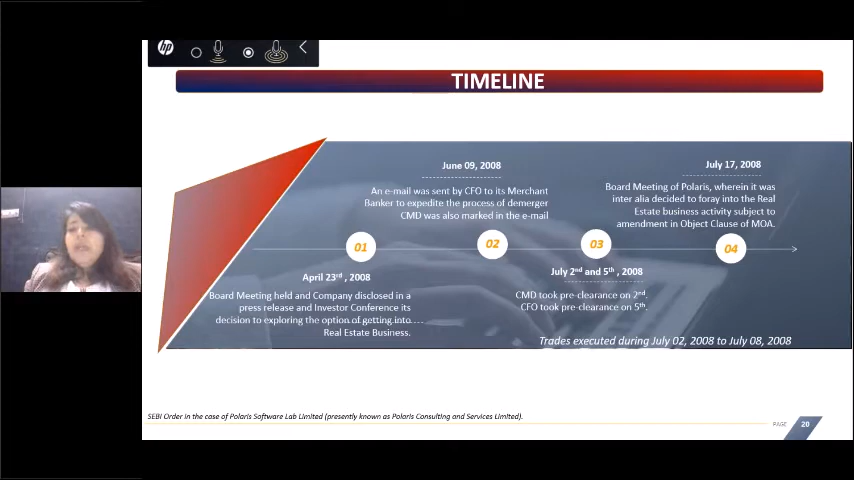 hp
TIMELINE
June 09, 2008
An e-mail was sent by CFO to its Merchant
Banker to expedite the process of demerger
CMD was also marked in the e-mail
July 17, 2008
Board Meeting of Polaris, wherein it was
inter alia decided to foray into the Real
Estate business activity subject to
amendment in Object Clause of MOA.
01
02
03
04
April 23rd , 2008
Board Meeting held and Company disclosed in a
press release and Investor Conference its
decision to exploring the option of getting into
Real Estate Business.
July 2nd and 5th , 2008
CMD took pre-clearance on 2nd.
CFO took pre-clearance on 5th.
Trades executed during July 02, 2008 to July 08, 2008
SEBI Order in the case of Polaris Software Lab Limited (presently known as Polaris Consulting and Services Limited).
PAGE 20